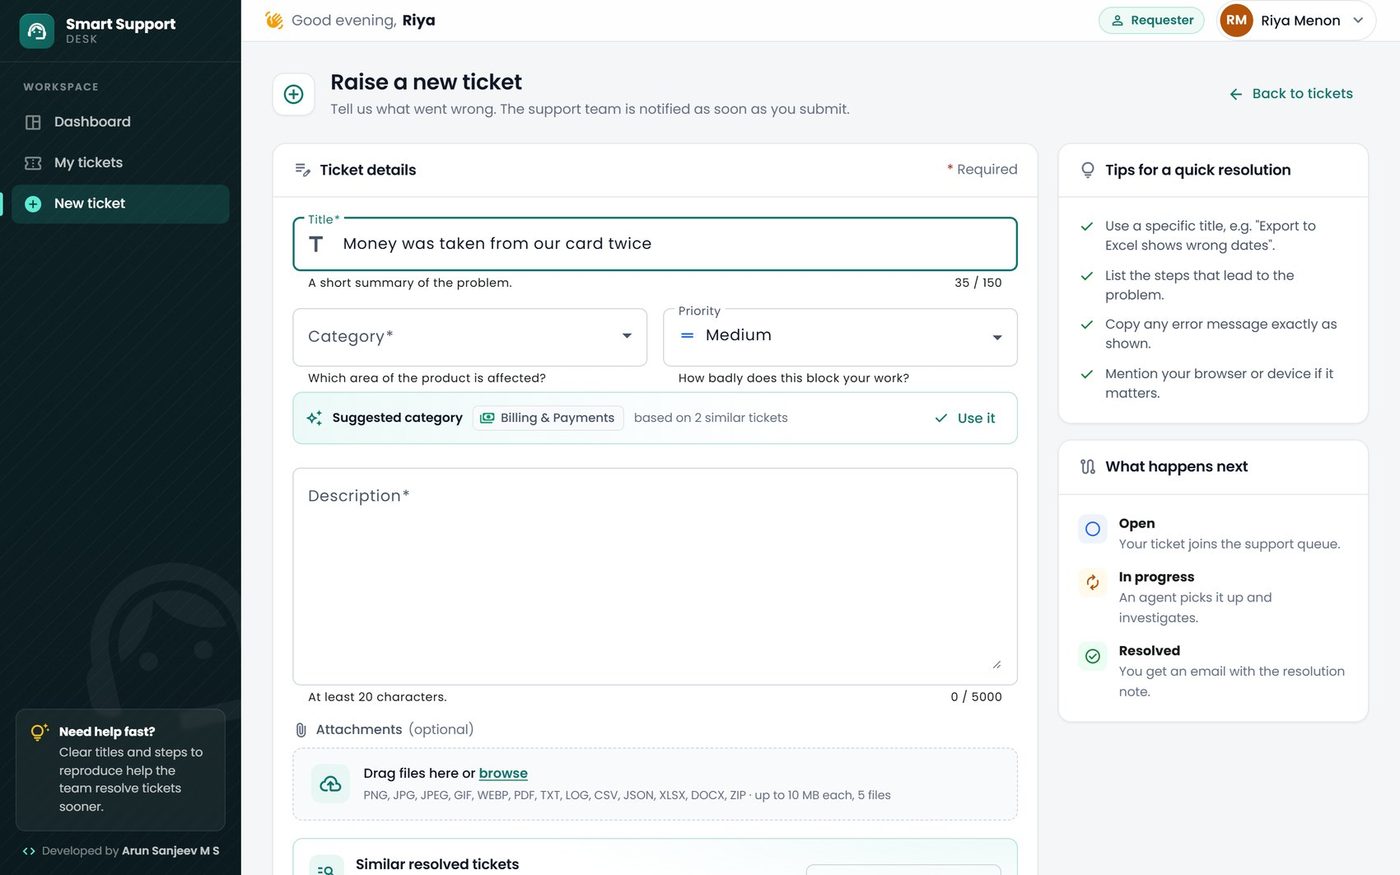 Smart Support
DESK
WORKSPACE
Dashboard
My tickets
New ticket
Need help fast?
Clear titles and steps to
reproduce help the
team resolve tickets
sooner.
Developed by Arun Sanjeev M S
Good evening, Riya
Requester
RM
Riya Menon
Raise a new ticket
Tell us what went wrong. The support team is notified as soon as you submit.
Back to tickets
Ticket details
* Required
Title*
T
Money was taken from our card twice
A short summary of the problem.
35 / 150
Category*
Which area of the product is affected?
Priority
Medium
How badly does this block your work?
Suggested category
Billing & Payments
based on 2 similar tickets
Use it
Description*
At least 20 characters.
0 / 5000
Attachments (optional)
Drag files here or browse
PNG, JPG, JPEG, GIF, WEBP, PDF, TXT, LOG, CSV, JSON, XLSX, DOCX, ZIP · up to 10 MB each, 5 files
Similar resolved tickets
Tips for a quick resolution
Use a specific title, e.g. "Export to
Excel shows wrong dates".
List the steps that lead to the
problem.
Copy any error message exactly as
shown.
Mention your browser or device if it
matters.
What happens next
Open
Your ticket joins the support queue.
In progress
An agent picks it up and
investigates.
Resolved
You get an email with the resolution
note.